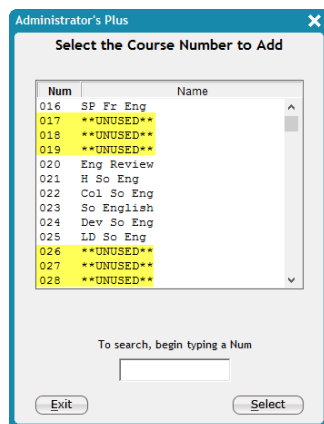 Administrator's Plus
Select the Course Number to Add
Num Name
016 SP Fr Eng
017 **UNUSED**
018 **UNUSED**
019 **UNUSED**
020 Eng Review
021 H So Eng
022 Col So Eng
023 So English
024 Dev So Eng
025 LD So Eng
026 **UNUSED**
027 **UNUSED**
028 **UNUSED**
To search, begin typing a Num
Exit Select